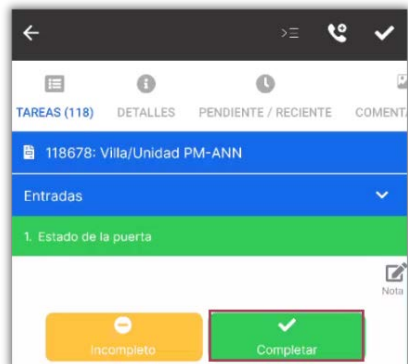 TAREAS (118) DETALLES PENDIENTE / RECIENTE COMENT
118678: Villa/Unidad PM-ANN
Entradas
1. Estado de la puerta
Nota
Incompleto Completar